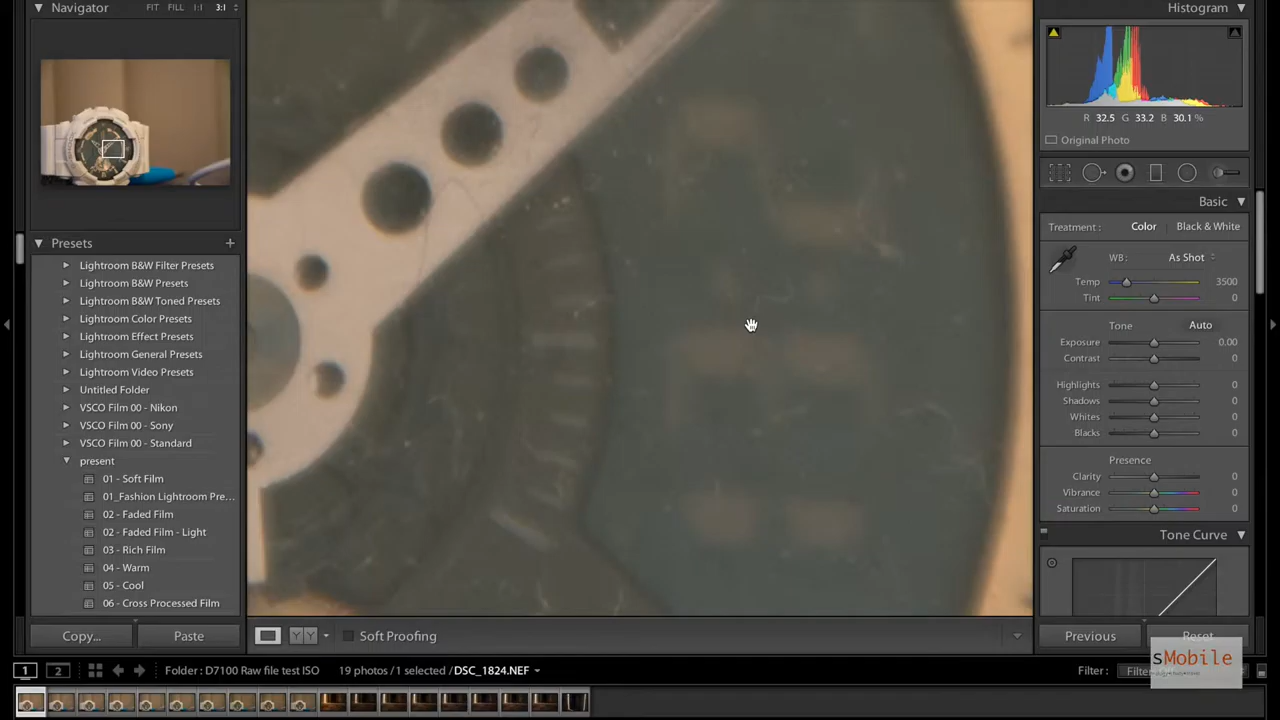 Navigator
FIT FILL 1:1 3:1
Presets
Lightroom B&W Filter Presets
Lightroom B&W Presets
Lightroom B&W Toned Presets
Lightroom Color Presets
Lightroom Effect Presets
Lightroom General Presets
Lightroom Video Presets
Untitled Folder
VSCO Film 00 - Nikon
VSCO Film 00 - Sony
VSCO Film 00 - Standard
present
01 - Soft Film
01_Fashion Lightroom Pre...
02 - Faded Film
02 - Faded Film - Light
03 - Rich Film
04 - Warm
05 - Cool
06 - Cross Processed Film
Copy... Paste
Soft Proofing
Histogram
R 32.5 G 33.2 B 30.1 %
Original Photo
Basic
Treatment : Color Black & White
WB: As Shot
Temp 3500
Tint 0
Tone Auto
Exposure 0.00
Contrast 0
Highlights 0
Shadows 0
Whites 0
Blacks 0
Presence
Clarity 0
Vibrance 0
Saturation 0
Tone Curve
Previous Reset
1 2 Folder : D7100 Raw file test ISO 19 photos / 1 selected / DSC_1824.NEF Filter :
sMobile